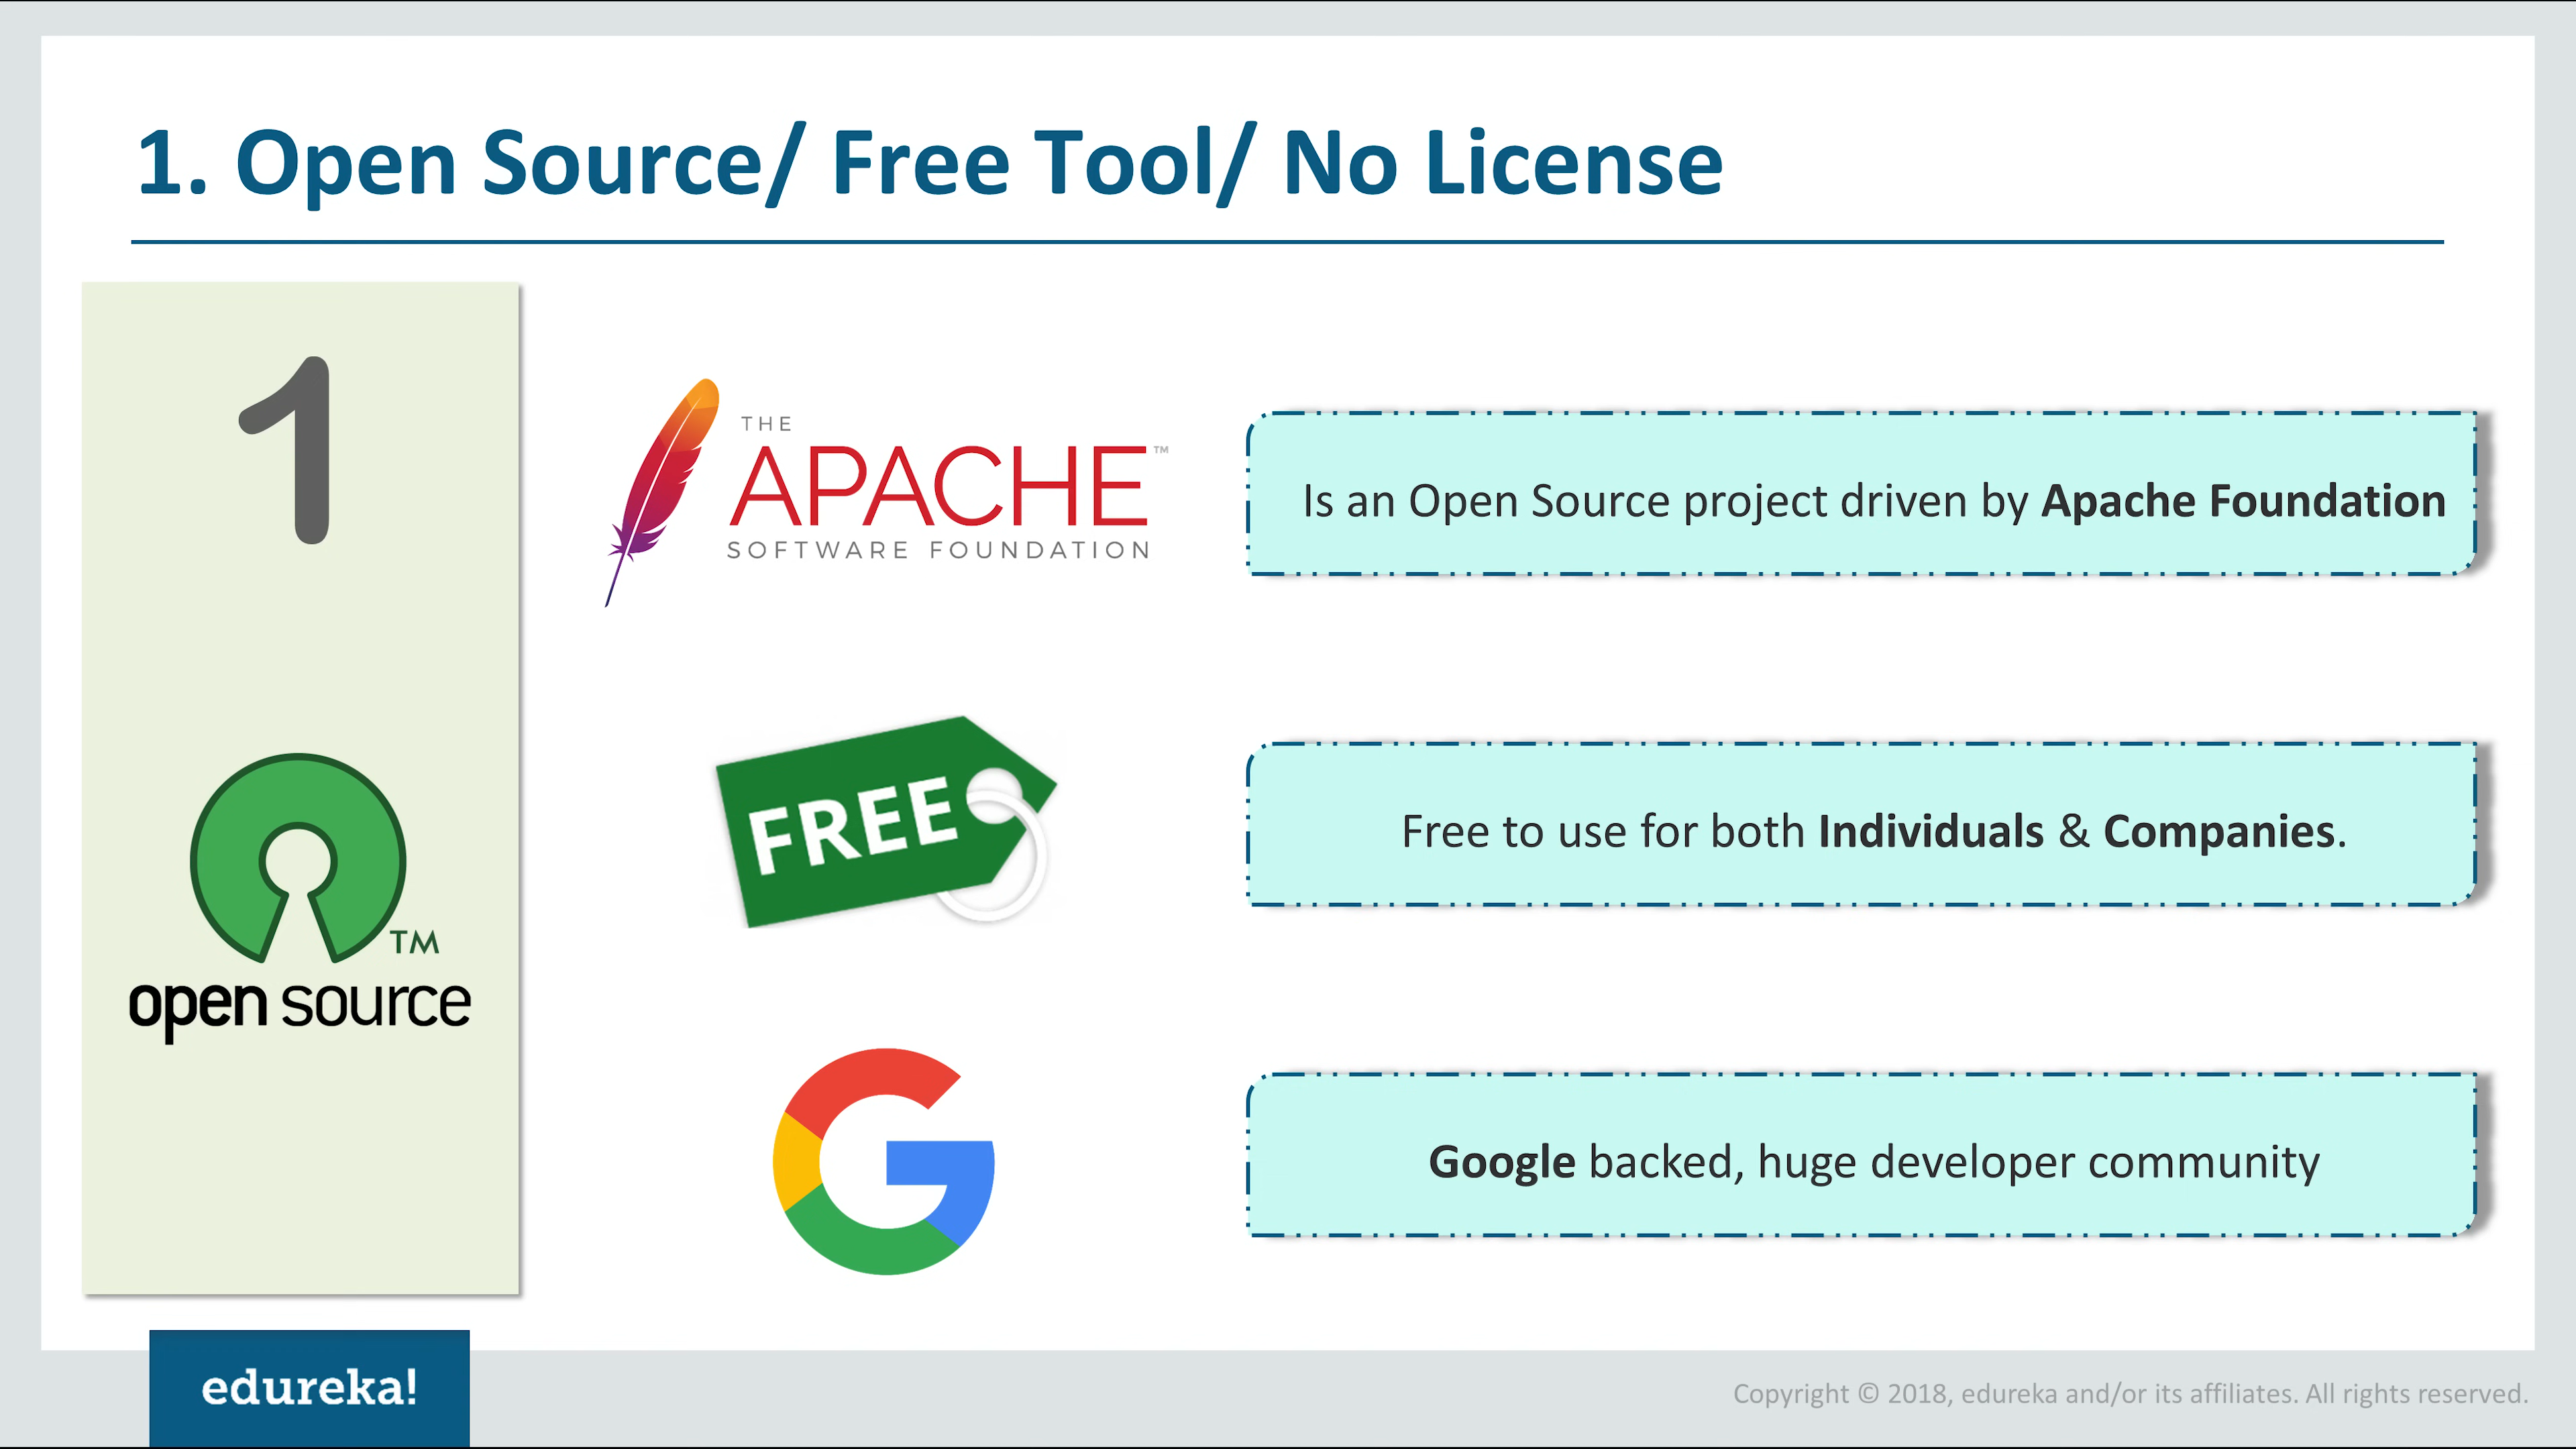 1. Open Source/ Free Tool/ No License
1
TM
open source
THE
APACHE™
SOFTWARE FOUNDATION
Is an Open Source project driven by Apache Foundation
FREE
Free to use for both Individuals & Companies.
G
Google backed, huge developer community
edureka!
Copyright © 2018, edureka and/or its affiliates. All rights reserved.